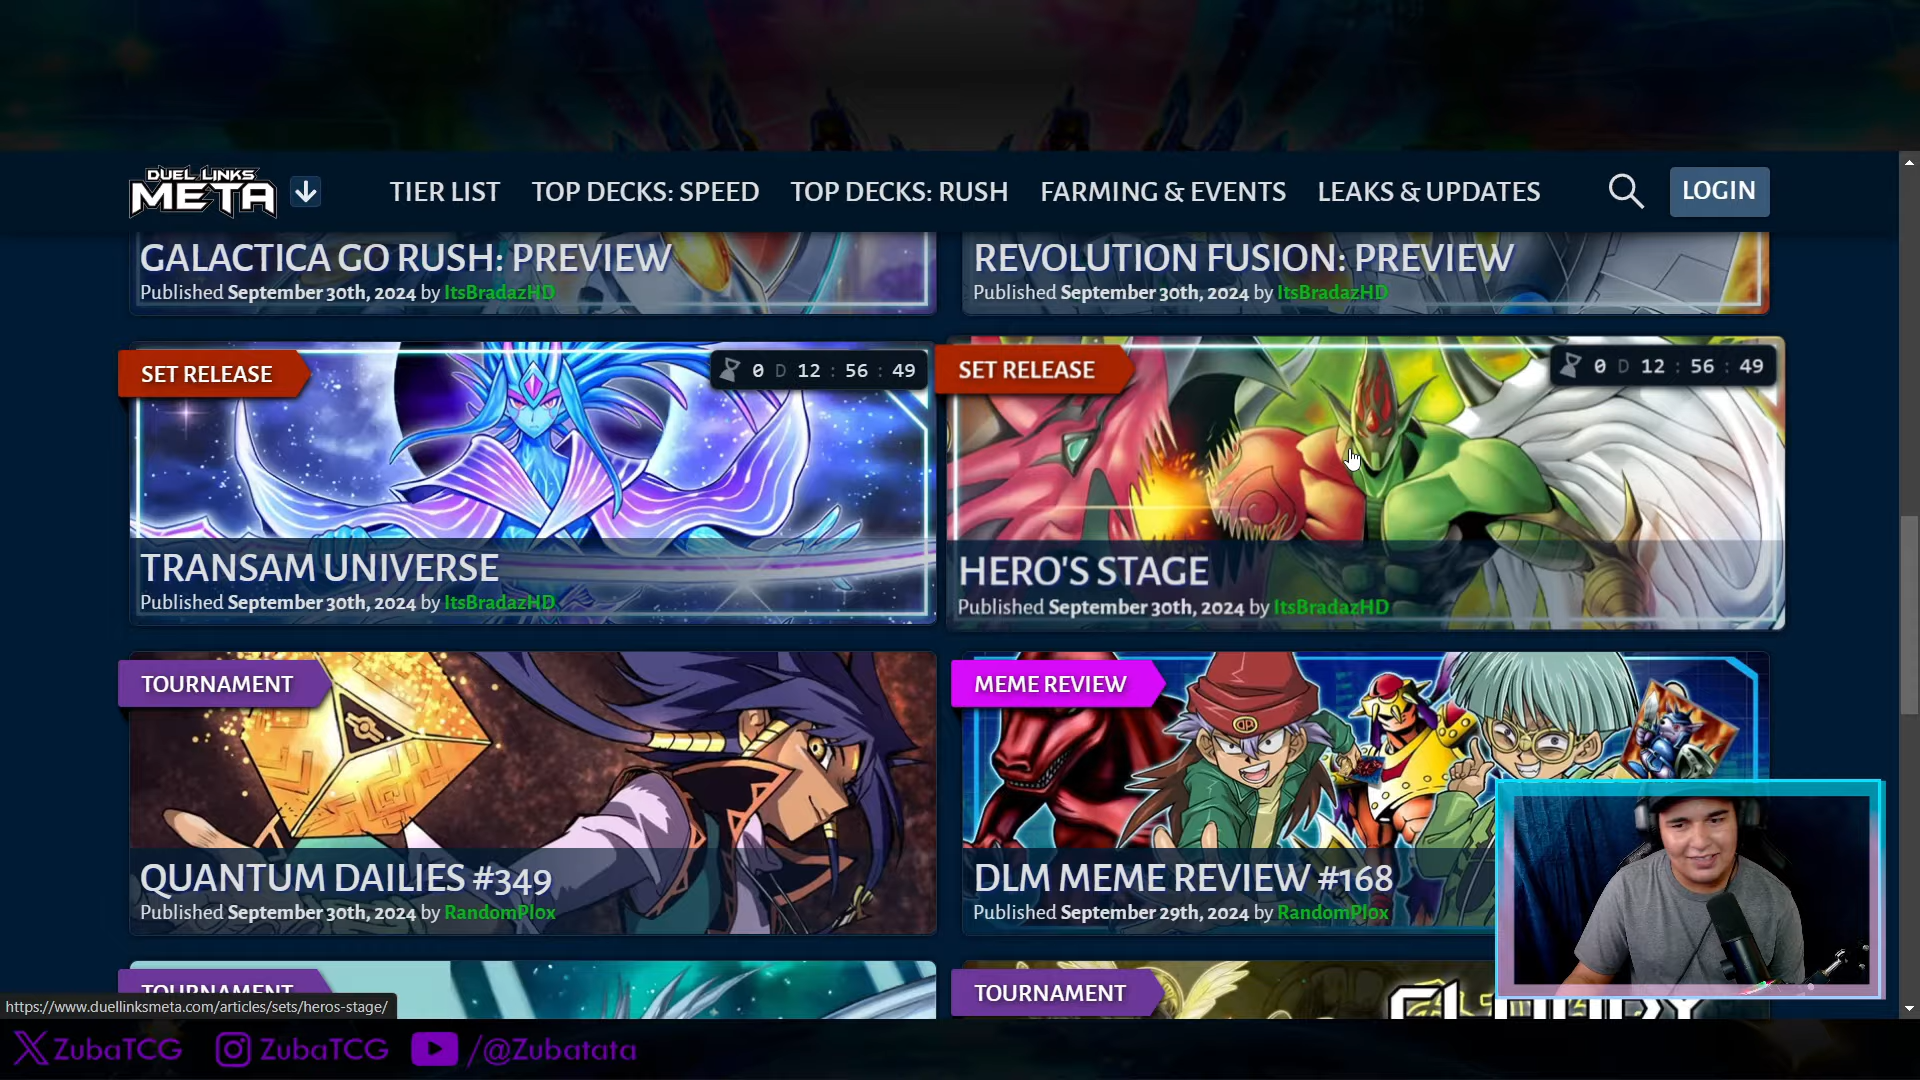 DUEL LINKS
META
TIER LIST
TOP DECKS: SPEED
TOP DECKS: RUSH
FARMING & EVENTS
LEAKS & UPDATES
LOGIN
GALACTICA GO RUSH: PREVIEW
Published September 30th, 2024 by ItsBradazHD
REVOLUTION FUSION: PREVIEW
Published September 30th, 2024 by ItsBradazHD
SET RELEASE
0 D 12 : 56 : 49
TRANSAM UNIVERSE
Published September 30th, 2024 by ItsBradazHD
SET RELEASE
0 D 12 : 56 : 49
HERO'S STAGE
Published September 30th, 2024 by ItsBradazHD
TOURNAMENT
QUANTUM DAILIES #349
Published September 30th, 2024 by RandomPlox
MEME REVIEW
DLM MEME REVIEW #168
Published September 29th, 2024 by RandomPlox
TOURNAMENT
TOURNAMENT
https://www.duellinksmeta.com/articles/sets/heros-stage/
ZubaTCG
ZubaTCG
/@Zubatata